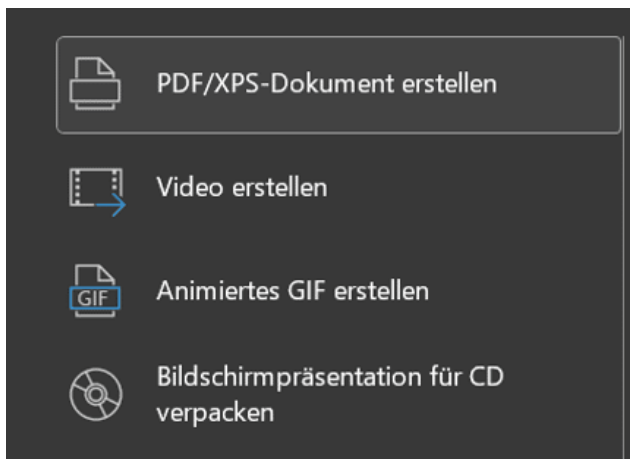 PDF/XPS-Dokument erstellen
Video erstellen
GIF
Animiertes GIF erstellen
Bildschirmpräsentation für CD
verpacken